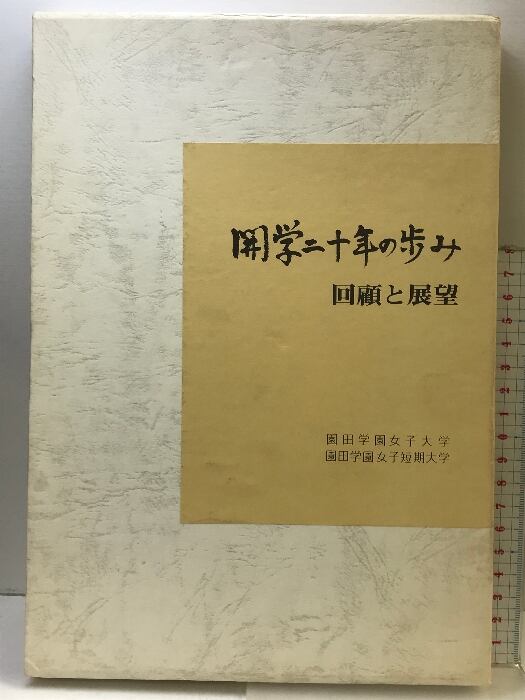 開学二十年の歩み
回顧と展望
園田学園女子大学
園田学園女子短期大学